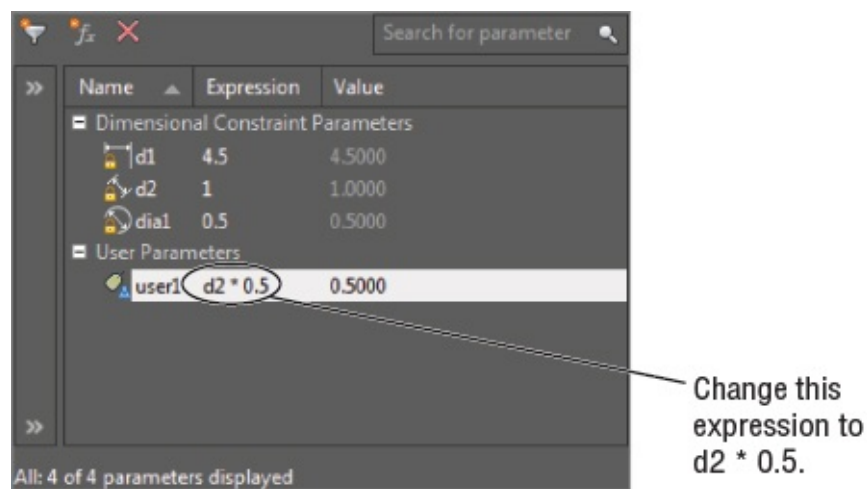 fx
Search for parameter
Name Expression Value
Dimensional Constraint Parameters
d1 4.5 4.5000
d2 1 1.0000
dia1 0.5 0.5000
User Parameters
user1 d2 * 0.5 0.5000
All: 4 of 4 parameters displayed
Change this
expression to
d2 * 0.5.